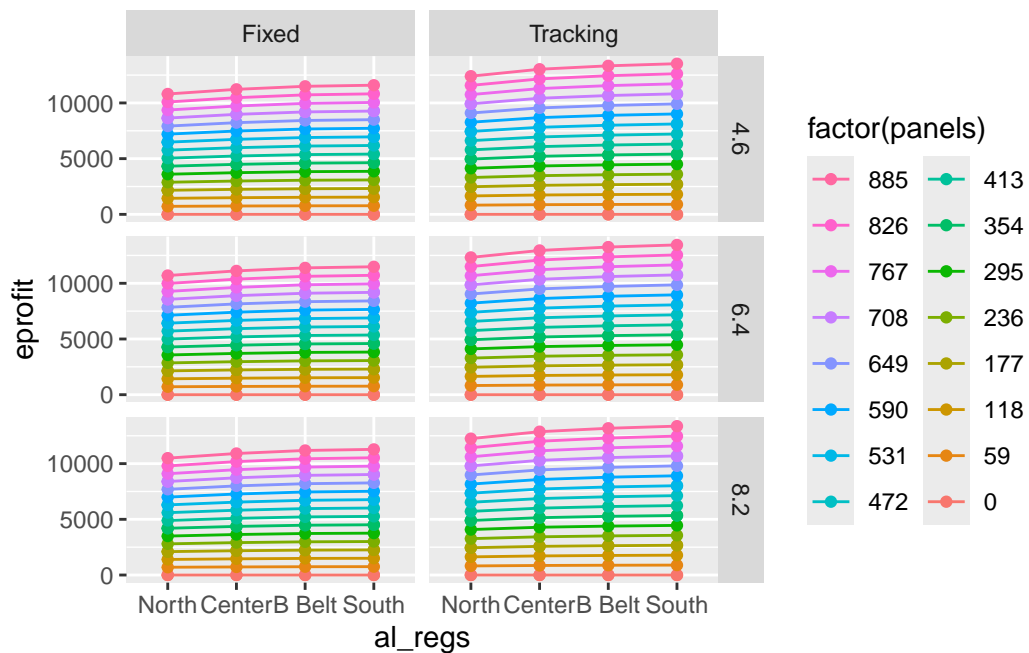 Fixed
Tracking
10000
5000
0
4.6
10000
5000
0
6.4
10000
5000
0
8.2
North Center B Belt South
al_regs
eprofit
factor(panels)
885 413
826 354
767 295
708 236
649 177
590 118
531 59
472 0
North Center B Belt South